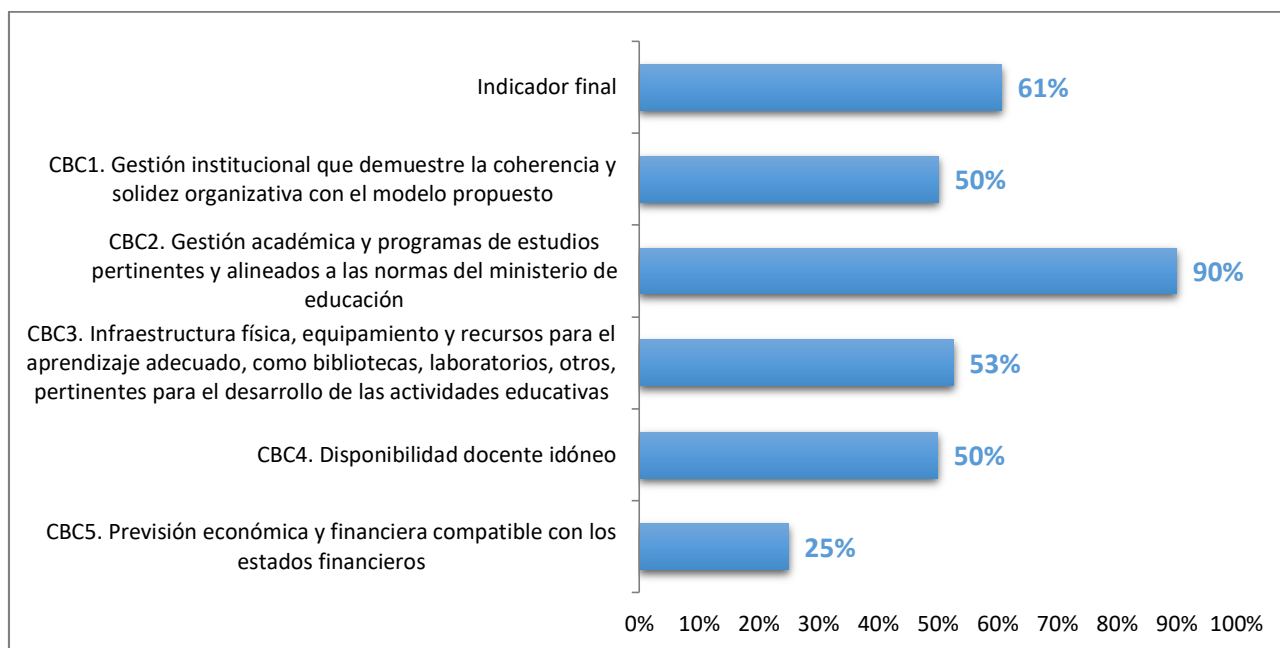 Indicador final
61%
CBC1. Gestión institucional que demuestre la coherencia y
solidez organizativa con el modelo propuesto
50%
CBC2. Gestión académica y programas de estudios
pertinentes y alineados a las normas del ministerio de
educación
90%
CBC3. Infraestructura física, equipamiento y recursos para el
aprendizaje adecuado, como bibliotecas, laboratorios, otros,
pertinentes para el desarrollo de las actividades educativas
53%
CBC4. Disponibilidad docente idóneo
50%
CBC5. Previsión económica y financiera compatible con los
estados financieros
25%
0% 10% 20% 30% 40% 50% 60% 70% 80% 90% 100%